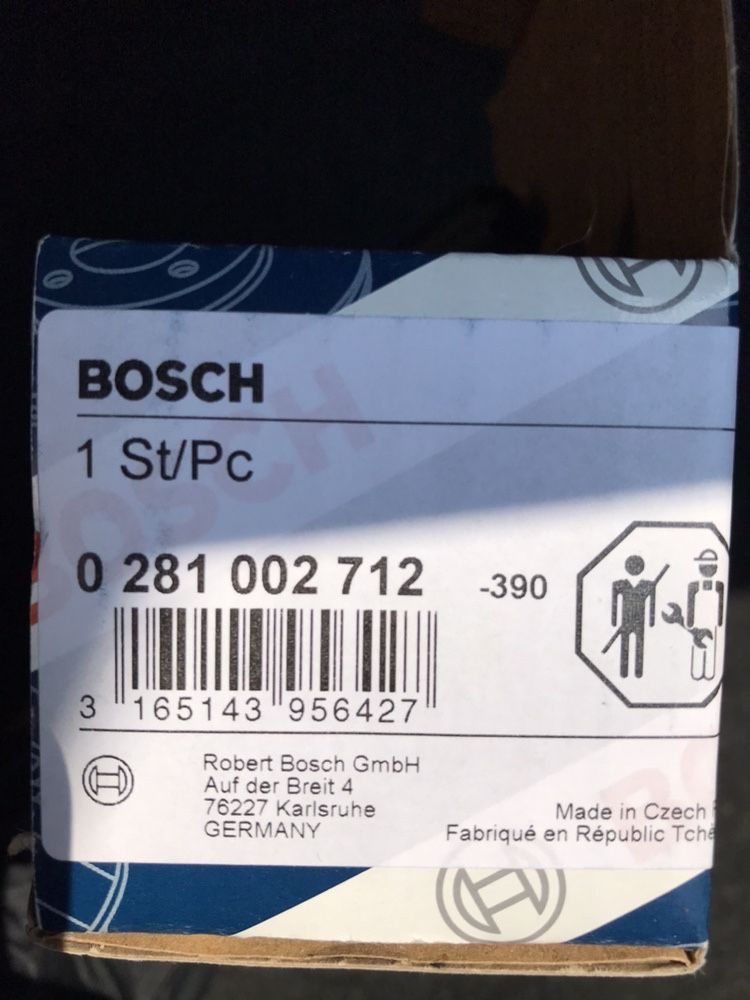 BOSCH
1 St/Pc
0 281 002 712 -390
3 165143 956427
Robert Bosch GmbH
Auf der Breit 4
76227 Karlsruhe
GERMANY
Made in Czech
Fabriqué en Républic